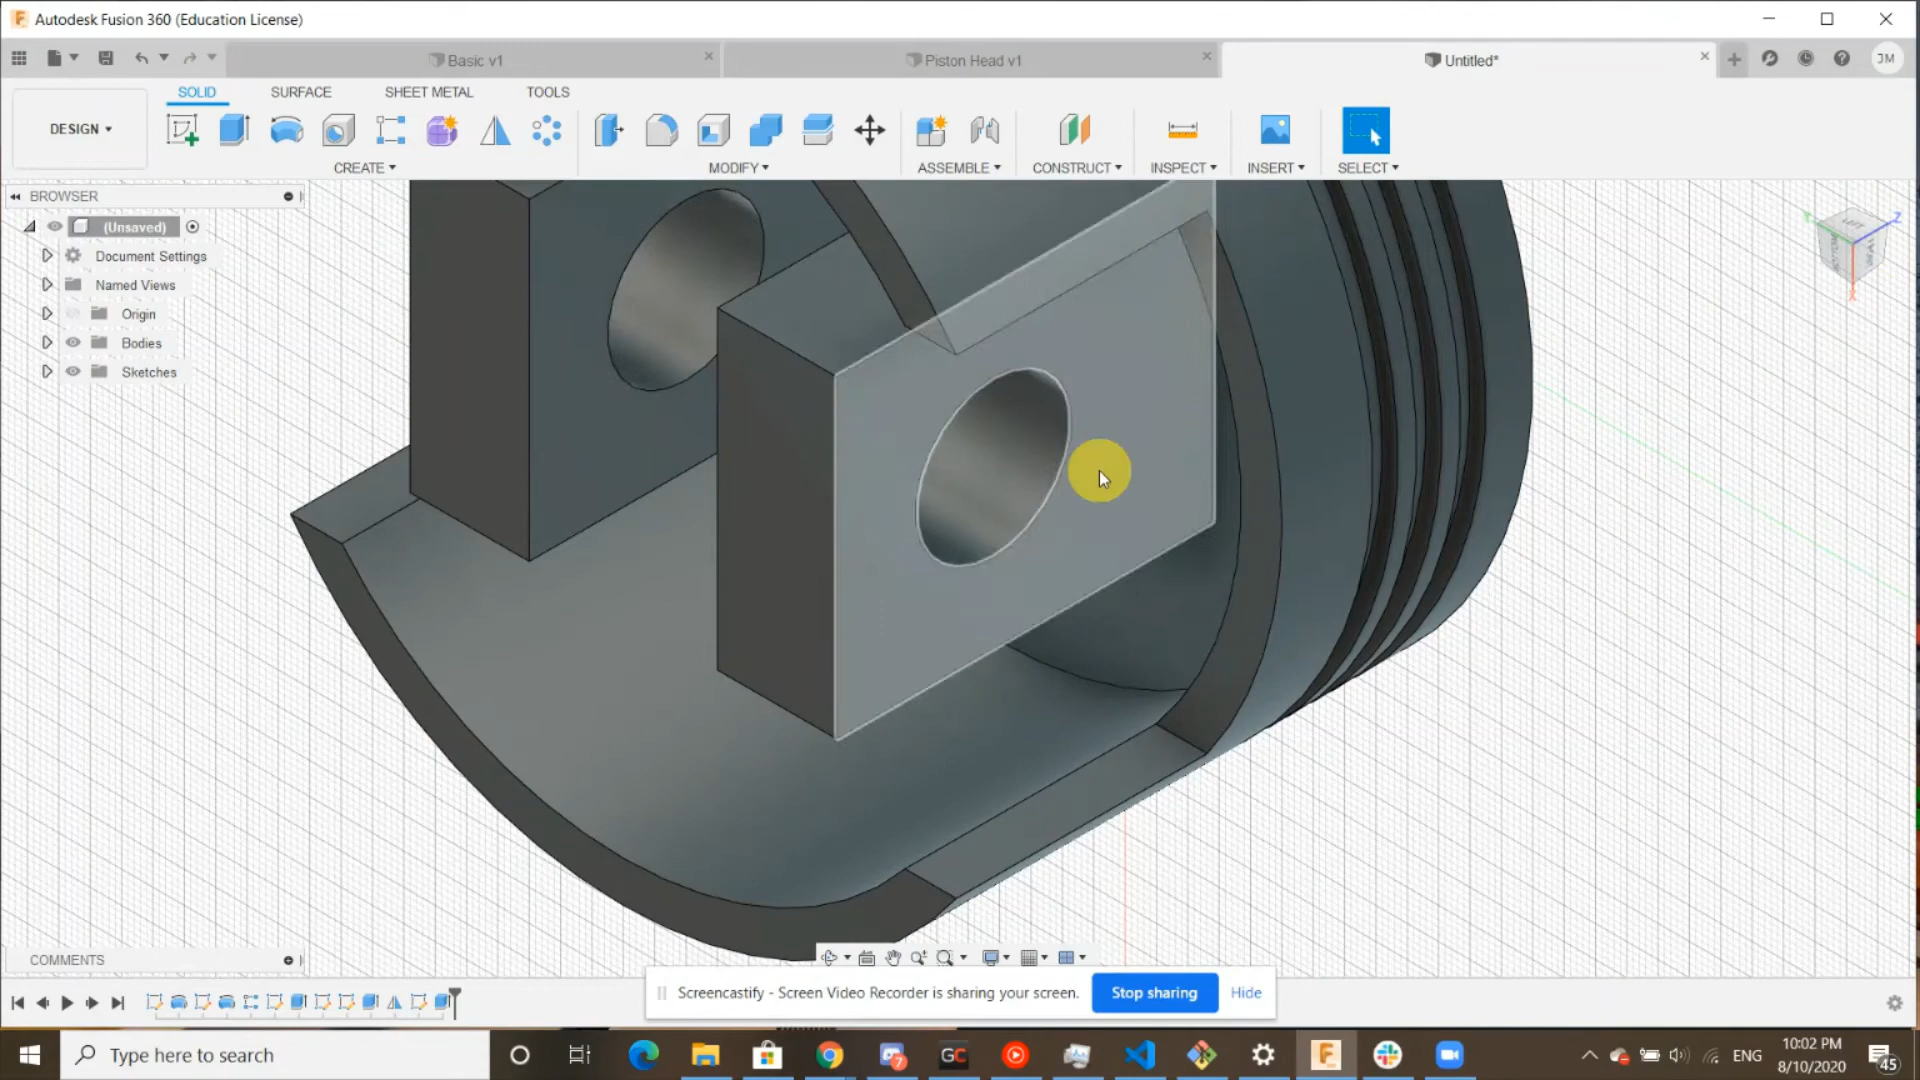 Autodesk Fusion 360 (Education License)
Basic v1
Piston Head v1
Untitled*
JM
DESIGN
SOLID
SURFACE
SHEET METAL
TOOLS
CREATE
MODIFY
ASSEMBLE
CONSTRUCT
INSPECT
INSERT
SELECT
BROWSER
(Unsaved)
Document Settings
Named Views
Origin
Bodies
Sketches
LEFT
Z
X
COMMENTS
Screencastify - Screen Video Recorder is sharing your screen.
Stop sharing
Hide
Type here to search
7
GC
ENG
10:02 PM
8/10/2020
45